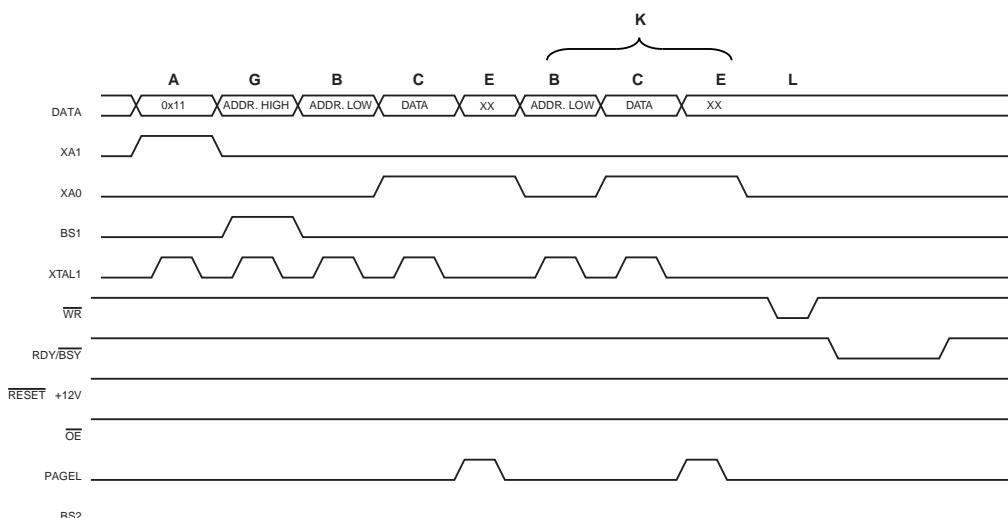 K
A G B C E B C E L
DATA 0x11 ADDR. HIGH ADDR. LOW DATA XX ADDR. LOW DATA XX
XA1
XA0
BS1
XTAL1
WR
RDY/BSY
RESET +12V
OE
PAGEL
BS2